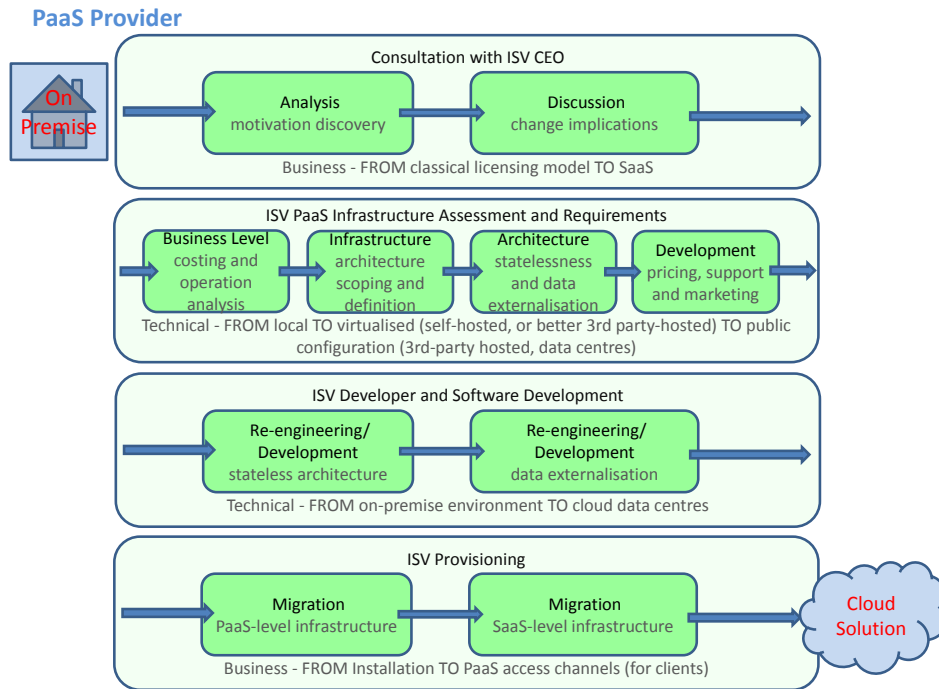 PaaS Provider
On
Premise
Consultation with ISV CEO
Analysis
motivation discovery
Discussion
change implications
Business - FROM classical licensing model TO SaaS
ISV PaaS Infrastructure Assessment and Requirements
Business Level
costing and
operation
analysis
Infrastructure
architecture
scoping and
definition
Architecture
statelessness
and data
externalisation
Development
pricing, support
and marketing
Technical - FROM local TO virtualised (self-hosted, or better 3rd party-hosted) TO public
configuration (3rd-party hosted, data centres)
ISV Developer and Software Development
Re-engineering/
Development
stateless architecture
Re-engineering/
Development
data externalisation
Technical - FROM on-premise environment TO cloud data centres
ISV Provisioning
Migration
PaaS-level infrastructure
Migration
SaaS-level infrastructure
Business - FROM Installation TO PaaS access channels (for clients)
Cloud
Solution